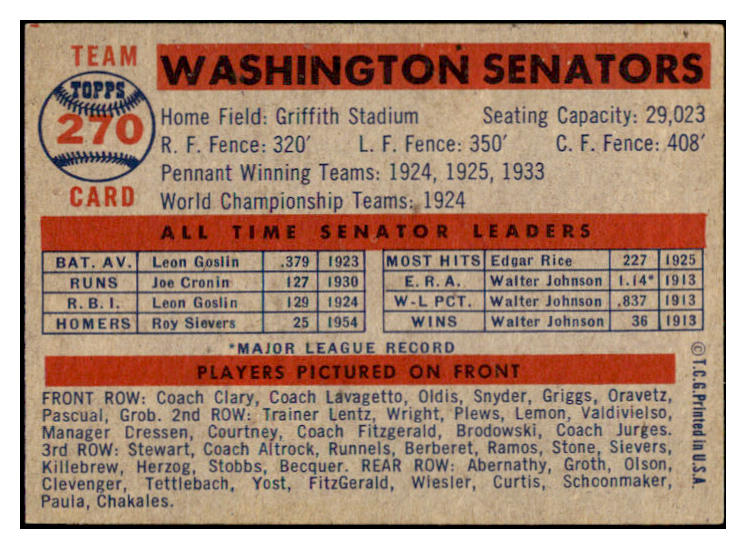 TEAM
TOPPS
270
CARD
WASHINGTON SENATORS
Home Field: Griffith Stadium Seating Capacity: 29,023
R. F. Fence: 320′ L. F. Fence: 350′ C. F. Fence: 408′
Pennant Winning Teams: 1924, 1925, 1933
World Championship Teams: 1924
ALL TIME SENATOR LEADERS
BAT. AV. Leon Goslin .379 1923 MOST HITS Edgar Rice 227 1925
RUNS Joe Cronin 127 1930 E. R. A. Walter Johnson 1.14* 1913
R. B. I. Leon Goslin 129 1924 W-L PCT. Walter Johnson .837 1913
HOMERS Roy Sievers 25 1954 WINS Walter Johnson 36 1913
*MAJOR LEAGUE RECORD
PLAYERS PICTURED ON FRONT
FRONT ROW: Coach Clary, Coach Lavagetto, Oldis, Snyder, Griggs, Oravetz,
Pascual, Grob. 2nd ROW: Trainer Lentz, Wright, Plews, Lemon, Valdivielso,
Manager Dressen, Courtney, Coach Fitzgerald, Brodowski, Coach Jurges.
3rd ROW: Stewart, Coach Altrock, Runnels, Berberet, Ramos, Stone, Sievers,
Killebrew, Herzog, Stobbs, Becquer. REAR ROW: Abernathy, Groth, Olson,
Clevenger, Tettlebach, Yost, FitzGerald, Wiesler, Curtis, Schoonmaker,
Paula, Chakales.
© T.C.G. Printed in U.S.A.